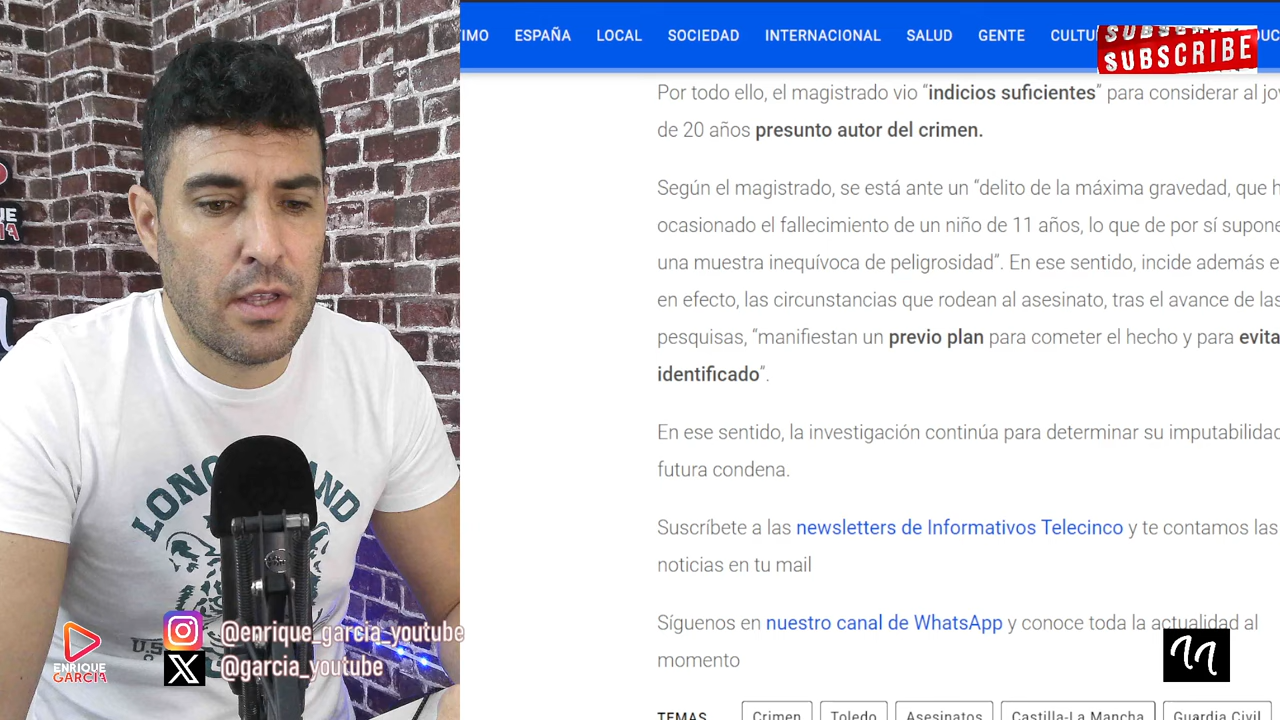 IMO ESPAÑA LOCAL SOCIEDAD INTERNACIONAL SALUD GENTE CULTU
SUBSCRIBE
Por todo ello, el magistrado vio “indicios suficientes” para considerar al jo
de 20 años presunto autor del crimen.
Según el magistrado, se está ante un “delito de la máxima gravedad, que h
ocasionado el fallecimiento de un niño de 11 años, lo que de por sí supone
una muestra inequívoca de peligrosidad”. En ese sentido, incide además e
en efecto, las circunstancias que rodean al asesinato, tras el avance de las
pesquisas, “manifiestan un previo plan para cometer el hecho y para evita
identificado”.
En ese sentido, la investigación continúa para determinar su imputabilidad
futura condena.
Suscríbete a las newsletters de Informativos Telecinco y te contamos las
noticias en tu mail
Síguenos en nuestro canal de WhatsApp y conoce toda la actualidad al
momento
TEMAS Crimen Toledo Asesinatos Castilla-La Mancha Guardia Civil
@enrique_garcia_youtube
@garcia_youtube
ENRIQUE
GARCIA